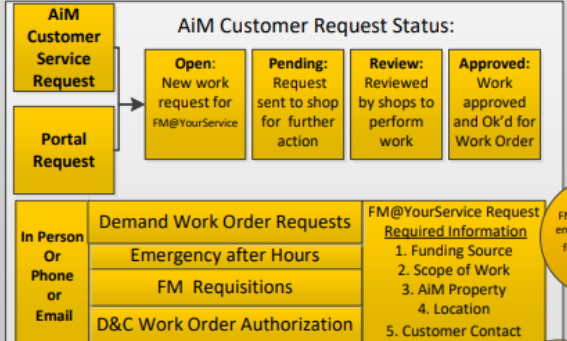 AiM
Customer
Service
Request
Portal
Request
AiM Customer Request Status:
Open:
New work
request for
FM@YourService
Pending:
Request
sent to shop
for further
action
Review:
Reviewed
by shops to
perform
work
Approved:
Work
approved
and Ok'd for
Work Order
In Person
Or
Phone
or
Email
Demand Work Order Requests
Emergency after Hours
FM Requisitions
D&C Work Order Authorization
FM@YourService Request
Required Information
1. Funding Source
2. Scope of Work
3. AiM Property
4. Location
5. Customer Contact